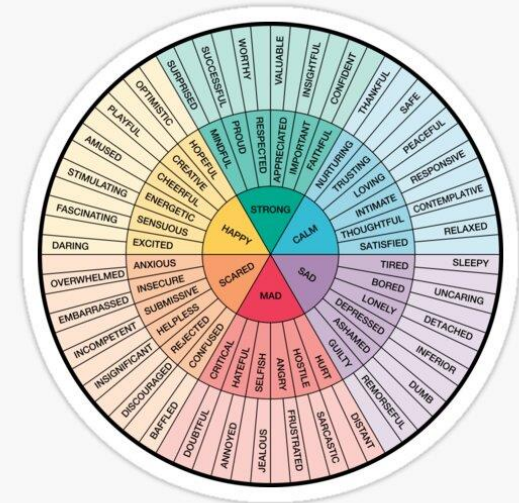 STRONG
CALM
SAD
MAD
SCARED
HAPPY
MINDFUL
PROUD
RESPECTED
APPRECIATED
IMPORTANT
FAITHFUL
NURTURING
TRUSTING
LOVING
INTIMATE
THOUGHTFUL
SATISFIED
TIRED
BORED
LONELY
DEPRESSED
ASHAMED
GUILTY
HURT
HOSTILE
ANGRY
SELFISH
HATEFUL
CRITICAL
CONFUSED
REJECTED
HELPLESS
SUBMISSIVE
INSECURE
ANXIOUS
EXCITED
SENSUOUS
ENERGETIC
CHEERFUL
CREATIVE
HOPEFUL
SURPRISED
SUCCESSFUL
WORTHY
VALUABLE
INSIGHTFUL
CONFIDENT
THANKFUL
SAFE
PEACEFUL
RESPONSIVE
CONTEMPLATIVE
RELAXED
SLEEPY
UNCARING
DETACHED
INFERIOR
DUMB
REMORSEFUL
DISTANT
SARCASTIC
FRUSTRATED
JEALOUS
ANNOYED
DOUBTFUL
BAFFLED
DISCOURAGED
INSIGNIFICANT
INCOMPETENT
EMBARRASSED
OVERWHELMED
DARING
FASCINATING
STIMULATING
AMUSED
PLAYFUL
OPTIMISTIC